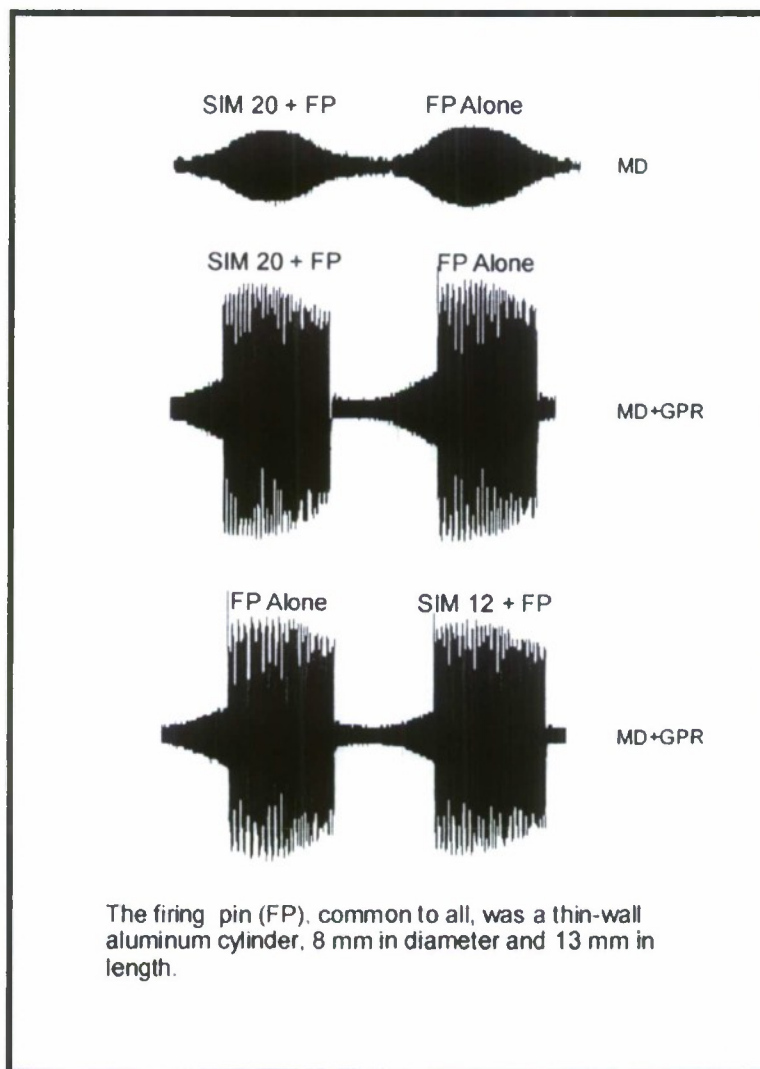 SIM 20 + FP FP Alone
MD
SIM 20 + FP FP Alone
MD+GPR
FP Alone SIM 12 + FP
MD+GPR
The firing pin (FP), common to all, was a thin-wall
aluminum cylinder, 8 mm in diameter and 13 mm in
length.